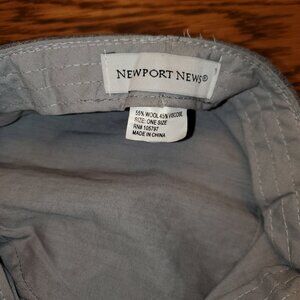 NEWPORT NEWS®
55% WOOL 45% VISCOSE
SIZE: ONE SIZE
RN# 105797
MADE IN CHINA